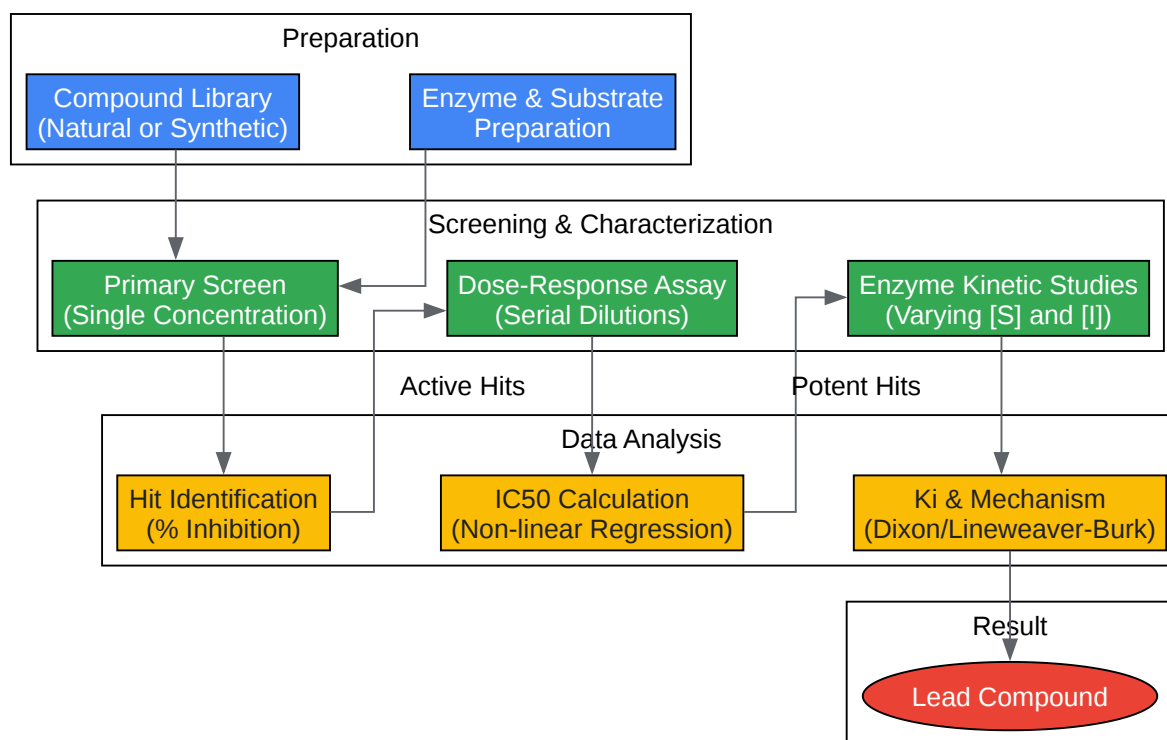 Preparation
Compound Library
(Natural or Synthetic)
Enzyme & Substrate
Preparation
Screening & Characterization
Primary Screen
(Single Concentration)
Dose-Response Assay
(Serial Dilutions)
Enzyme Kinetic Studies
(Varying [S] and [I])
Active Hits
Potent Hits
Data Analysis
Hit Identification
(% Inhibition)
IC50 Calculation
(Non-linear Regression)
Ki & Mechanism
(Dixon/Lineweaver-Burk)
Result
Lead Compound